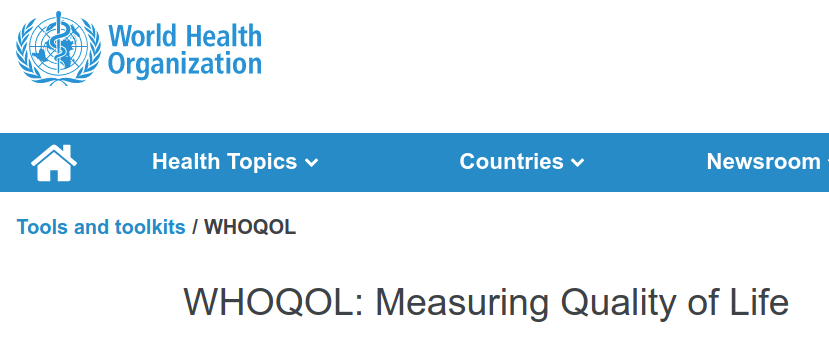 World Health
Organization
Health Topics Countries Newsroom
Tools and toolkits / WHOQOL
WHOQOL: Measuring Quality of Life